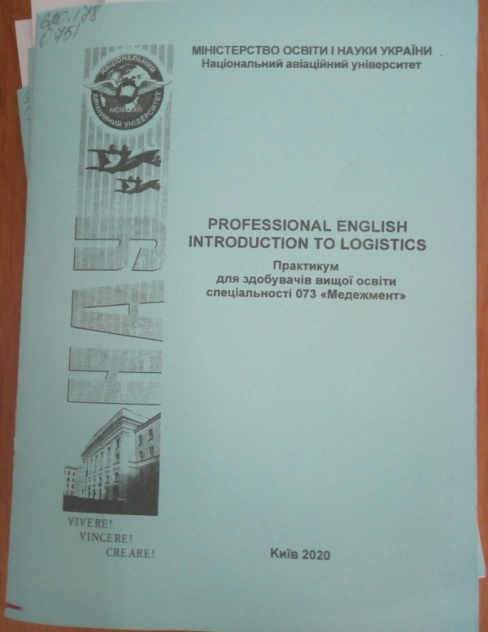 МІНІСТЕРСТВО ОСВІТИ І НАУКИ УКРАЇНИ
Національний авіаційний університет
НАЦІОНАЛЬНИЙ
АВІАЦІЙНИЙ УНІВЕРСИТЕТ
НАУ
PROFESSIONAL ENGLISH
INTRODUCTION TO LOGISTICS
Практикум
для здобувачів вищої освіти
спеціальності 073 «Медежмент»
VIVERE!
VINCERE!
CREARE!
Київ 2020